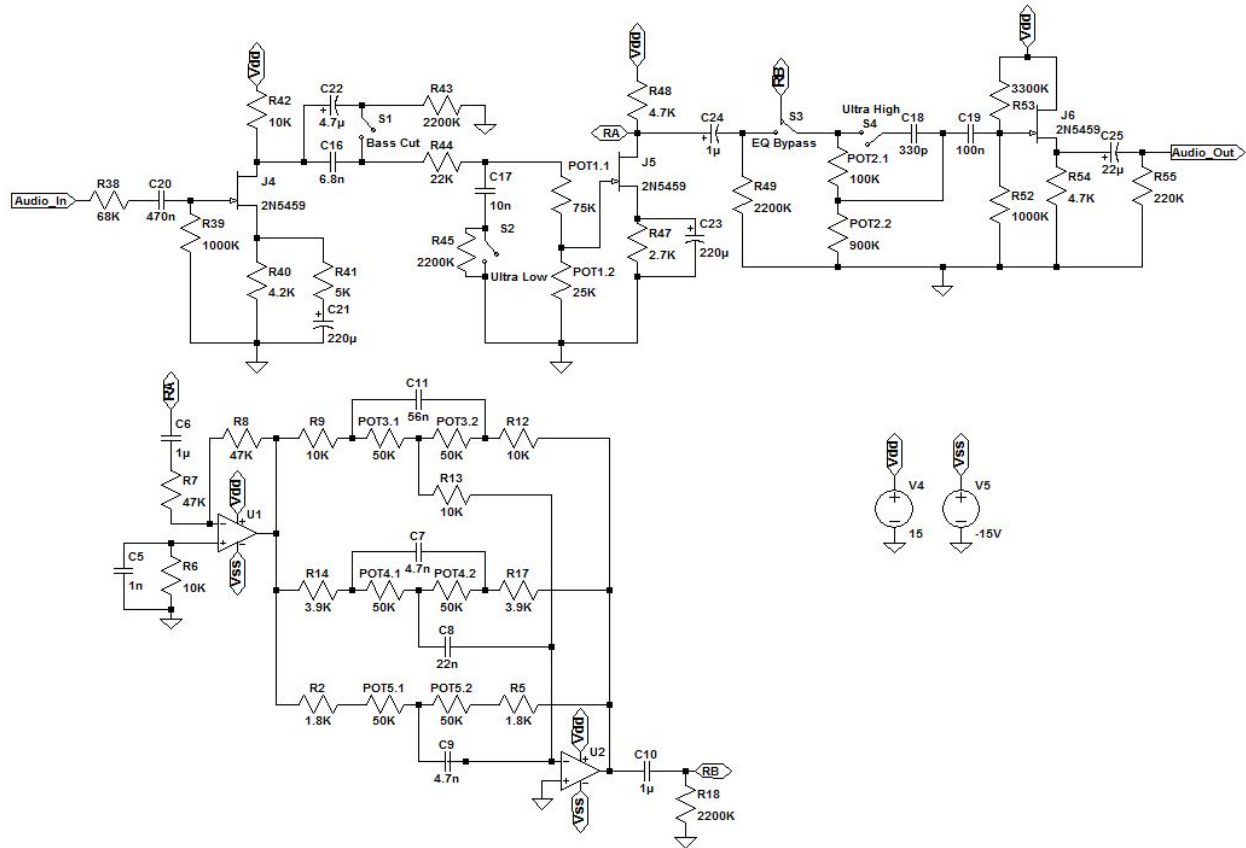 Vdd
R42
10K
C22
4.7µ
S1
Bass Cut
R43
2200K
C16
6.8n
R44
22K
Audio_In
R38
68K
C20
470n
R39
1000K
J4
2N5459
R40
4.2K
R41
5K
C21
220µ
C17
10n
R45
2200K
S2
Ultra Low
POT1.1
75K
POT1.2
25K
Vdd
R48
4.7K
RA
J5
2N5459
R47
2.7K
C23
220µ
C24
1µ
R49
2200K
RB
S3
EQ Bypass
Ultra High
S4
C18
330p
POT2.1
100K
POT2.2
900K
C19
100n
Vdd
3300K
R53
J6
2N5459
R52
1000K
R54
4.7K
C25
22µ
Audio_Out
R55
220K
RA
C6
1µ
R7
47K
R8
47K
Vdd
U1
Vss
C5
1n
R6
10K
R9
10K
C11
56n
POT3.1
50K
POT3.2
50K
R12
10K
R13
10K
R14
3.9K
C7
4.7n
POT4.1
50K
POT4.2
50K
R17
3.9K
C8
22n
R2
1.8K
POT5.1
50K
POT5.2
50K
R5
1.8K
C9
4.7n
Vdd
U2
Vss
C10
1µ
RB
R18
2200K
Vdd
V4
15
Vss
V5
-15V